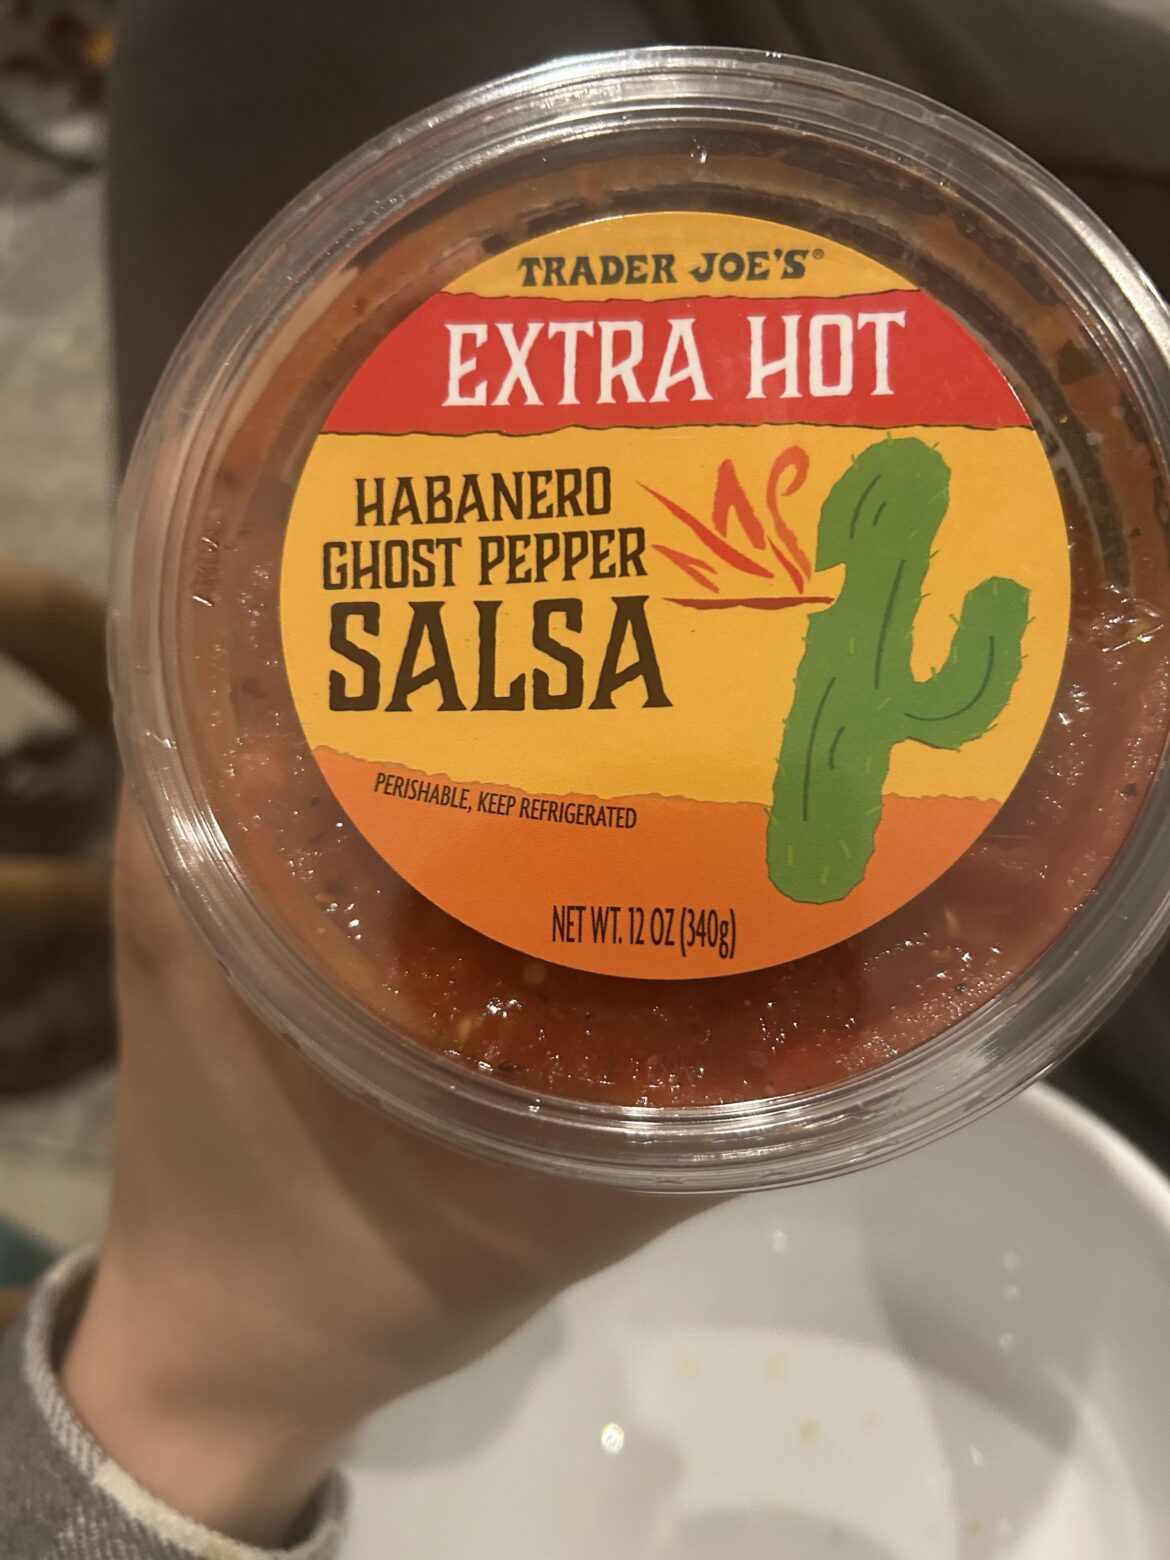 TRADER JOE'S®
EXTRA HOT
HABANERO
GHOST PEPPER
SALSA
PERISHABLE, KEEP REFRIGERATED
NET WT. 12 OZ (340g)